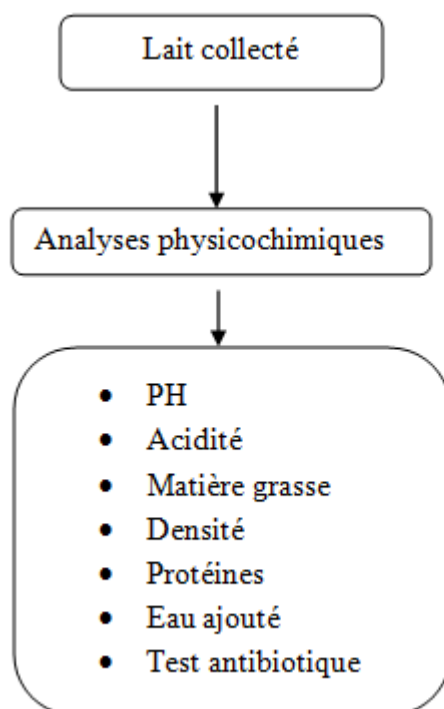 Lait collecté
Analyses physicochimiques
• PH
• Acidité
• Matière grasse
• Densité
• Protéines
• Eau ajouté
• Test antibiotique